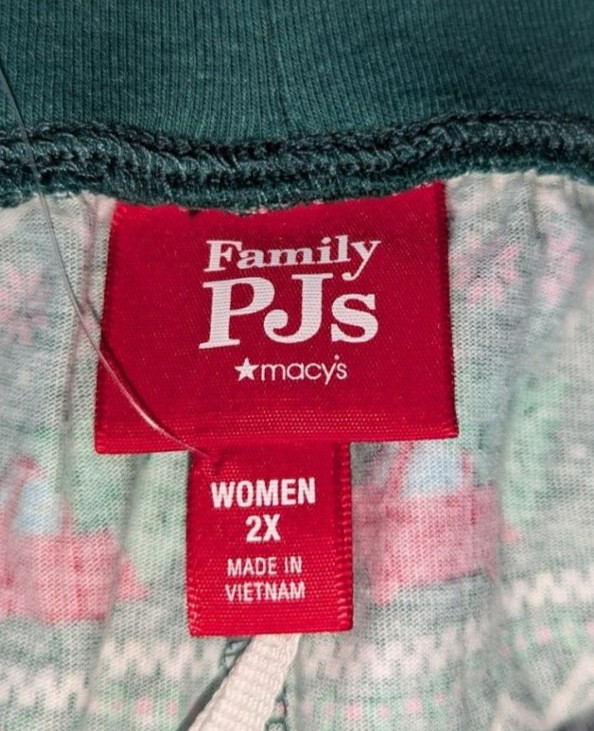 Family
PJs
★macy's
WOMEN
2X
MADE IN
VIETNAM